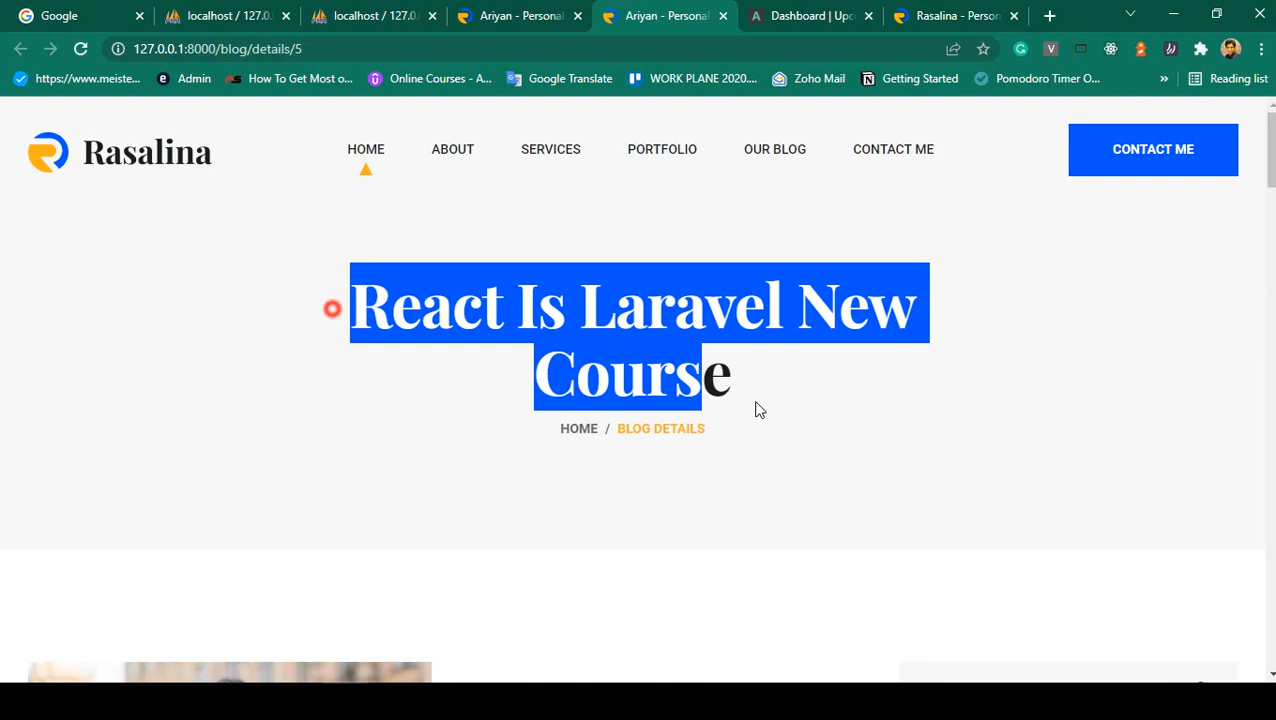 Google
localhost / 127.0.
localhost / 127.0.
Ariyan - Personal
Ariyan - Personal
Dashboard | Upc
Rasalina - Person
127.0.0.1:8000/blog/details/5
https://www.meiste...
Admin
How To Get Most o...
Online Courses - A...
Google Translate
WORK PLANE 2020....
Zoho Mail
Getting Started
Pomodoro Timer O...
»
Reading list
Rasalina
HOME
ABOUT
SERVICES
PORTFOLIO
OUR BLOG
CONTACT ME
CONTACT ME
React Is Laravel New
Course
HOME / BLOG DETAILS